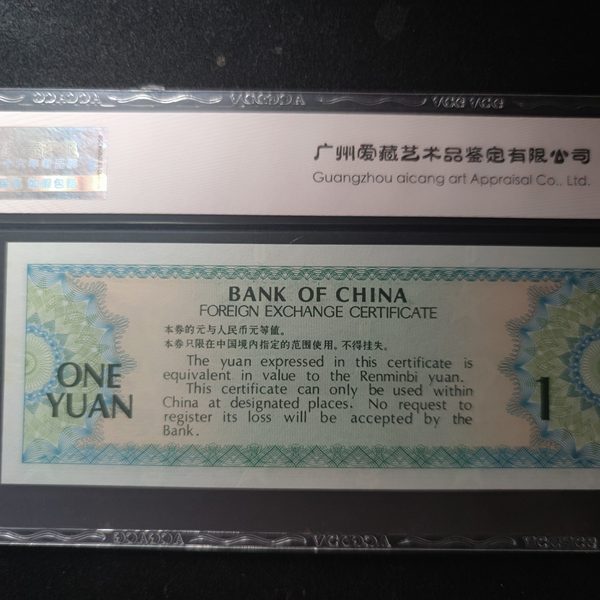 广州爱藏艺术品鉴定有限公司
Guangzhou aicang art Appraisal Co., Ltd.
BANK OF CHINA
FOREIGN EXCHANGE CERTIFICATE
本券的元与人民币元等值。
本券只限在中国境内指定的范围使用，不得挂失。
The yuan expressed in this certificate is
equivalent in value to the Renminbi yuan.
This certificate can only be used within
China at designated places. No request to
register its loss will be accepted by the
Bank.
ONE
YUAN
1